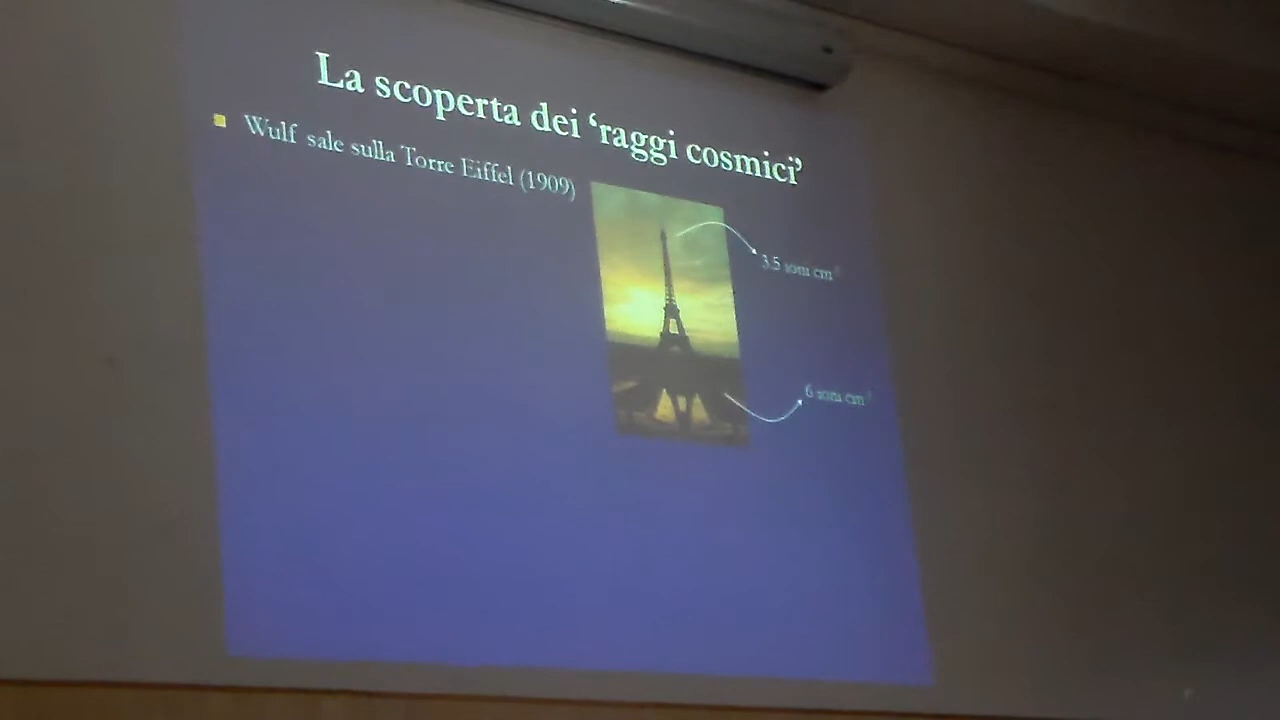 La scoperta dei ‘raggi cosmici’
Wulf sale sulla Torre Eiffel (1909)
3.5 ioni cm
6 ioni cm